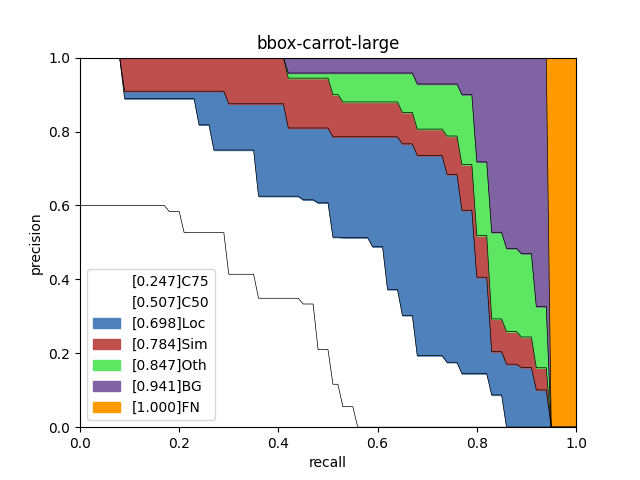 bbox-carrot-large
1.0
0.8
0.6
0.4
0.2
0.0
precision
[0.247]C75
[0.507]C50
[0.698]Loc
[0.784]Sim
[0.847]Oth
[0.941]BG
[1.000]FN
0.0 0.2 0.4 0.6 0.8 1.0
recall